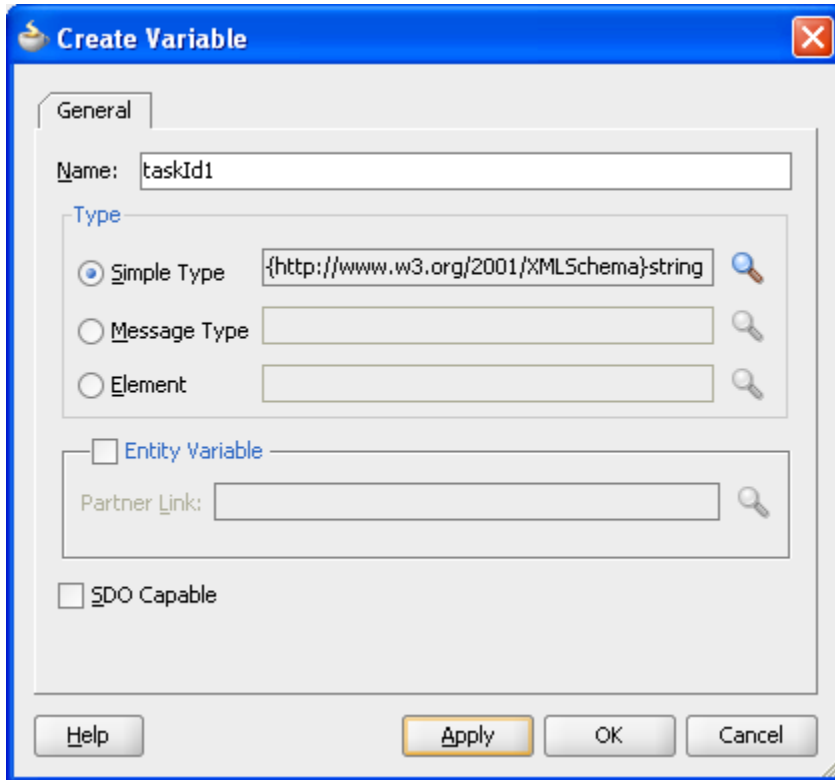 Create Variable
General
Name: taskId1
Type
Simple Type {http://www.w3.org/2001/XMLSchema}string
Message Type
Element
Entity Variable
Partner Link:
SDO Capable
Help Apply OK Cancel